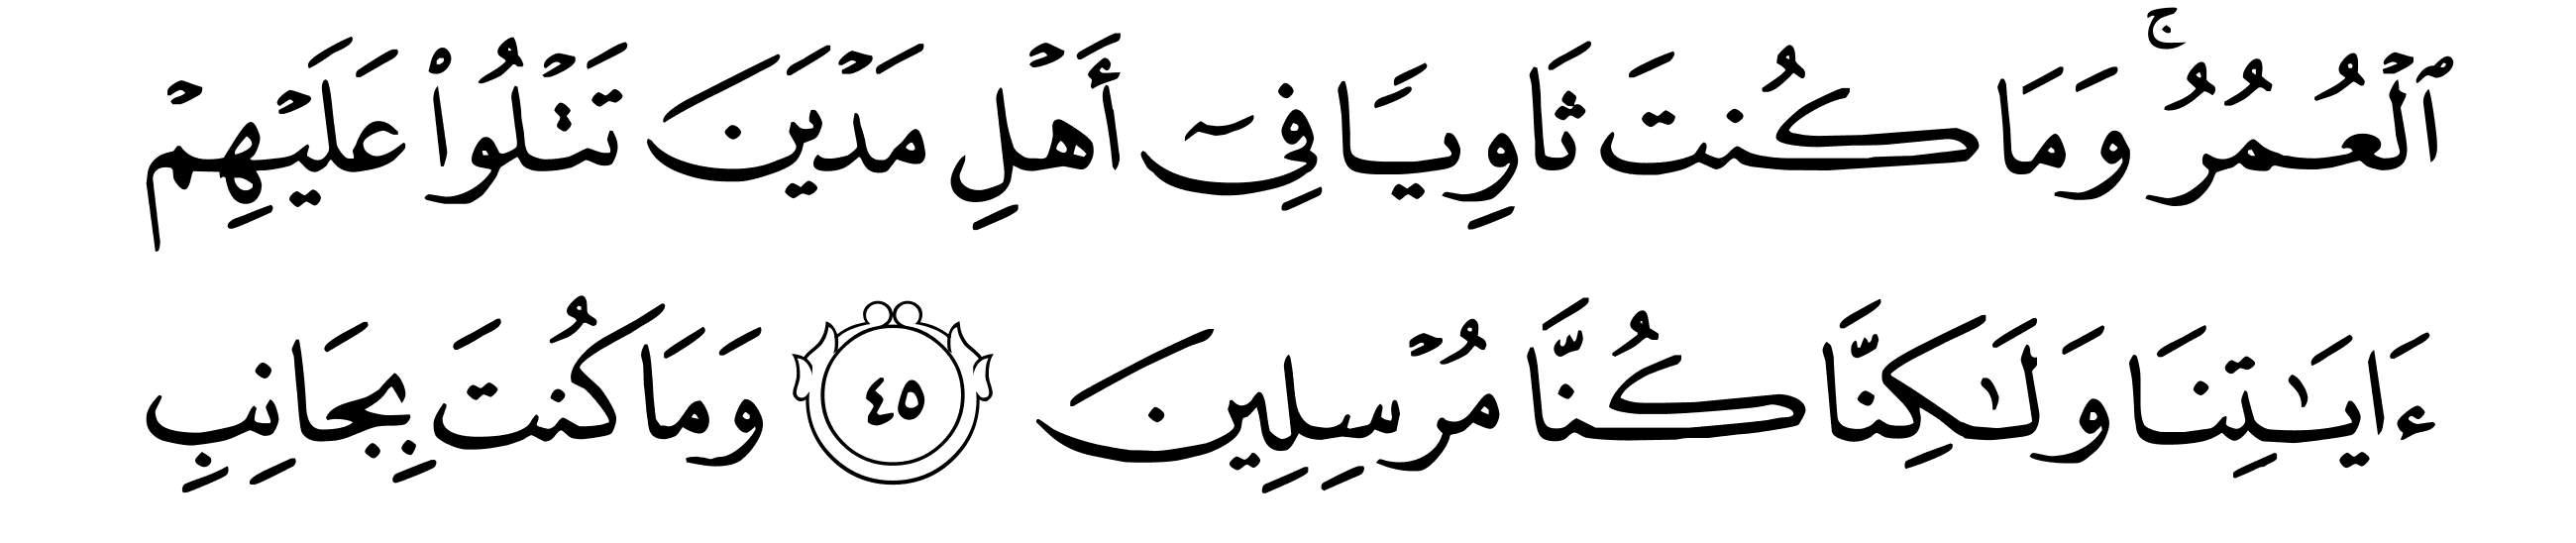 ٱلۡعُمُرُۚ وَمَا كُنتَ ثَاوِيٗا فِيٓ أَهۡلِ مَدۡيَنَ تَتۡلُواْ عَلَيۡهِمۡ
ءَايَٰتِنَا وَلَٰكِنَّا كُنَّا مُرۡسِلِينَ ٤٥ وَمَا كُنتَ بِجَانِبِ